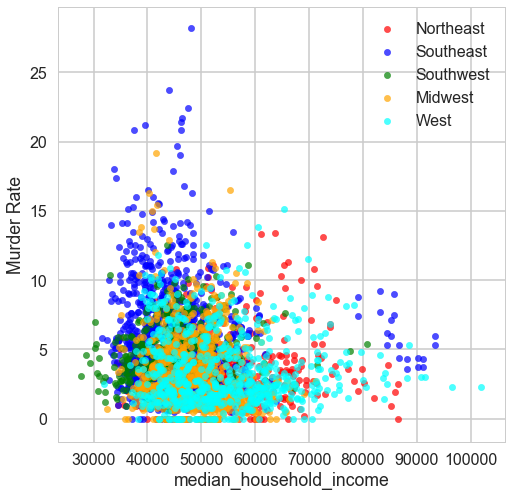 Northeast
Southeast
Southwest
Midwest
West
Murder Rate
25
20
15
10
5
0
30000 40000 50000 60000 70000 80000 90000 100000
median_household_income